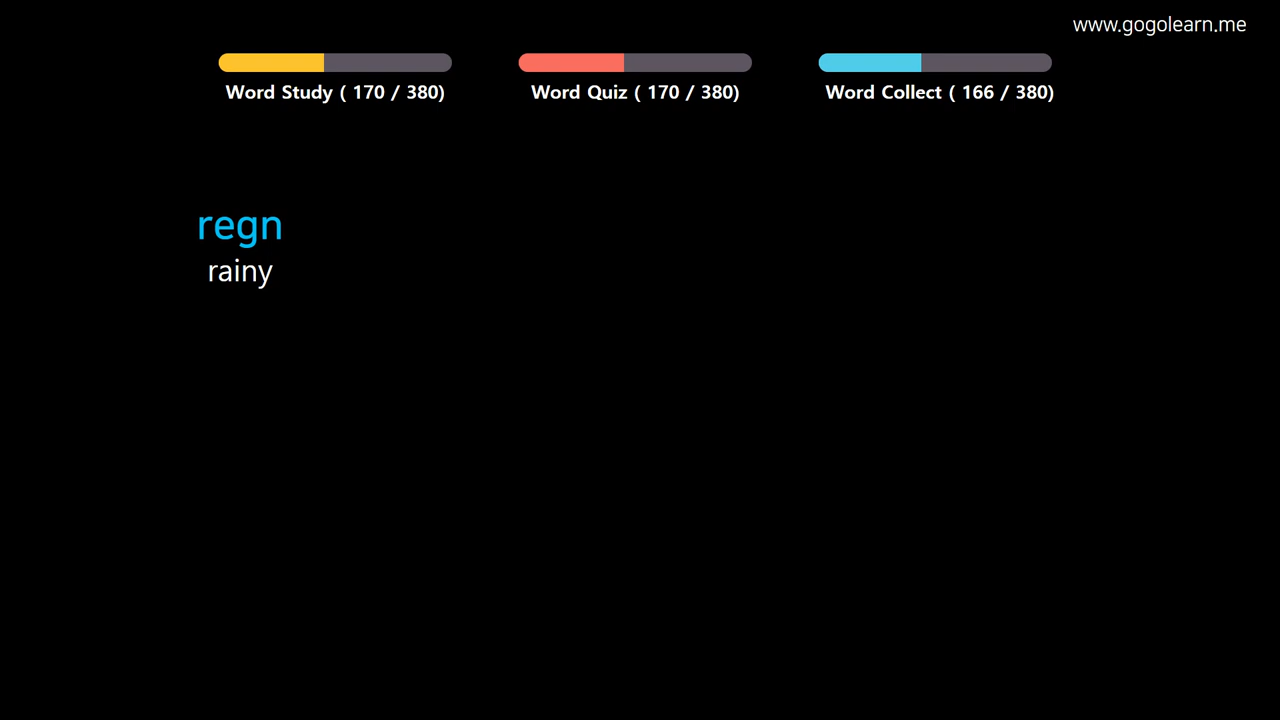 www.gogolearn.me
Word Study ( 170 / 380)
Word Quiz ( 170 / 380)
Word Collect ( 166 / 380)
regn
rainy